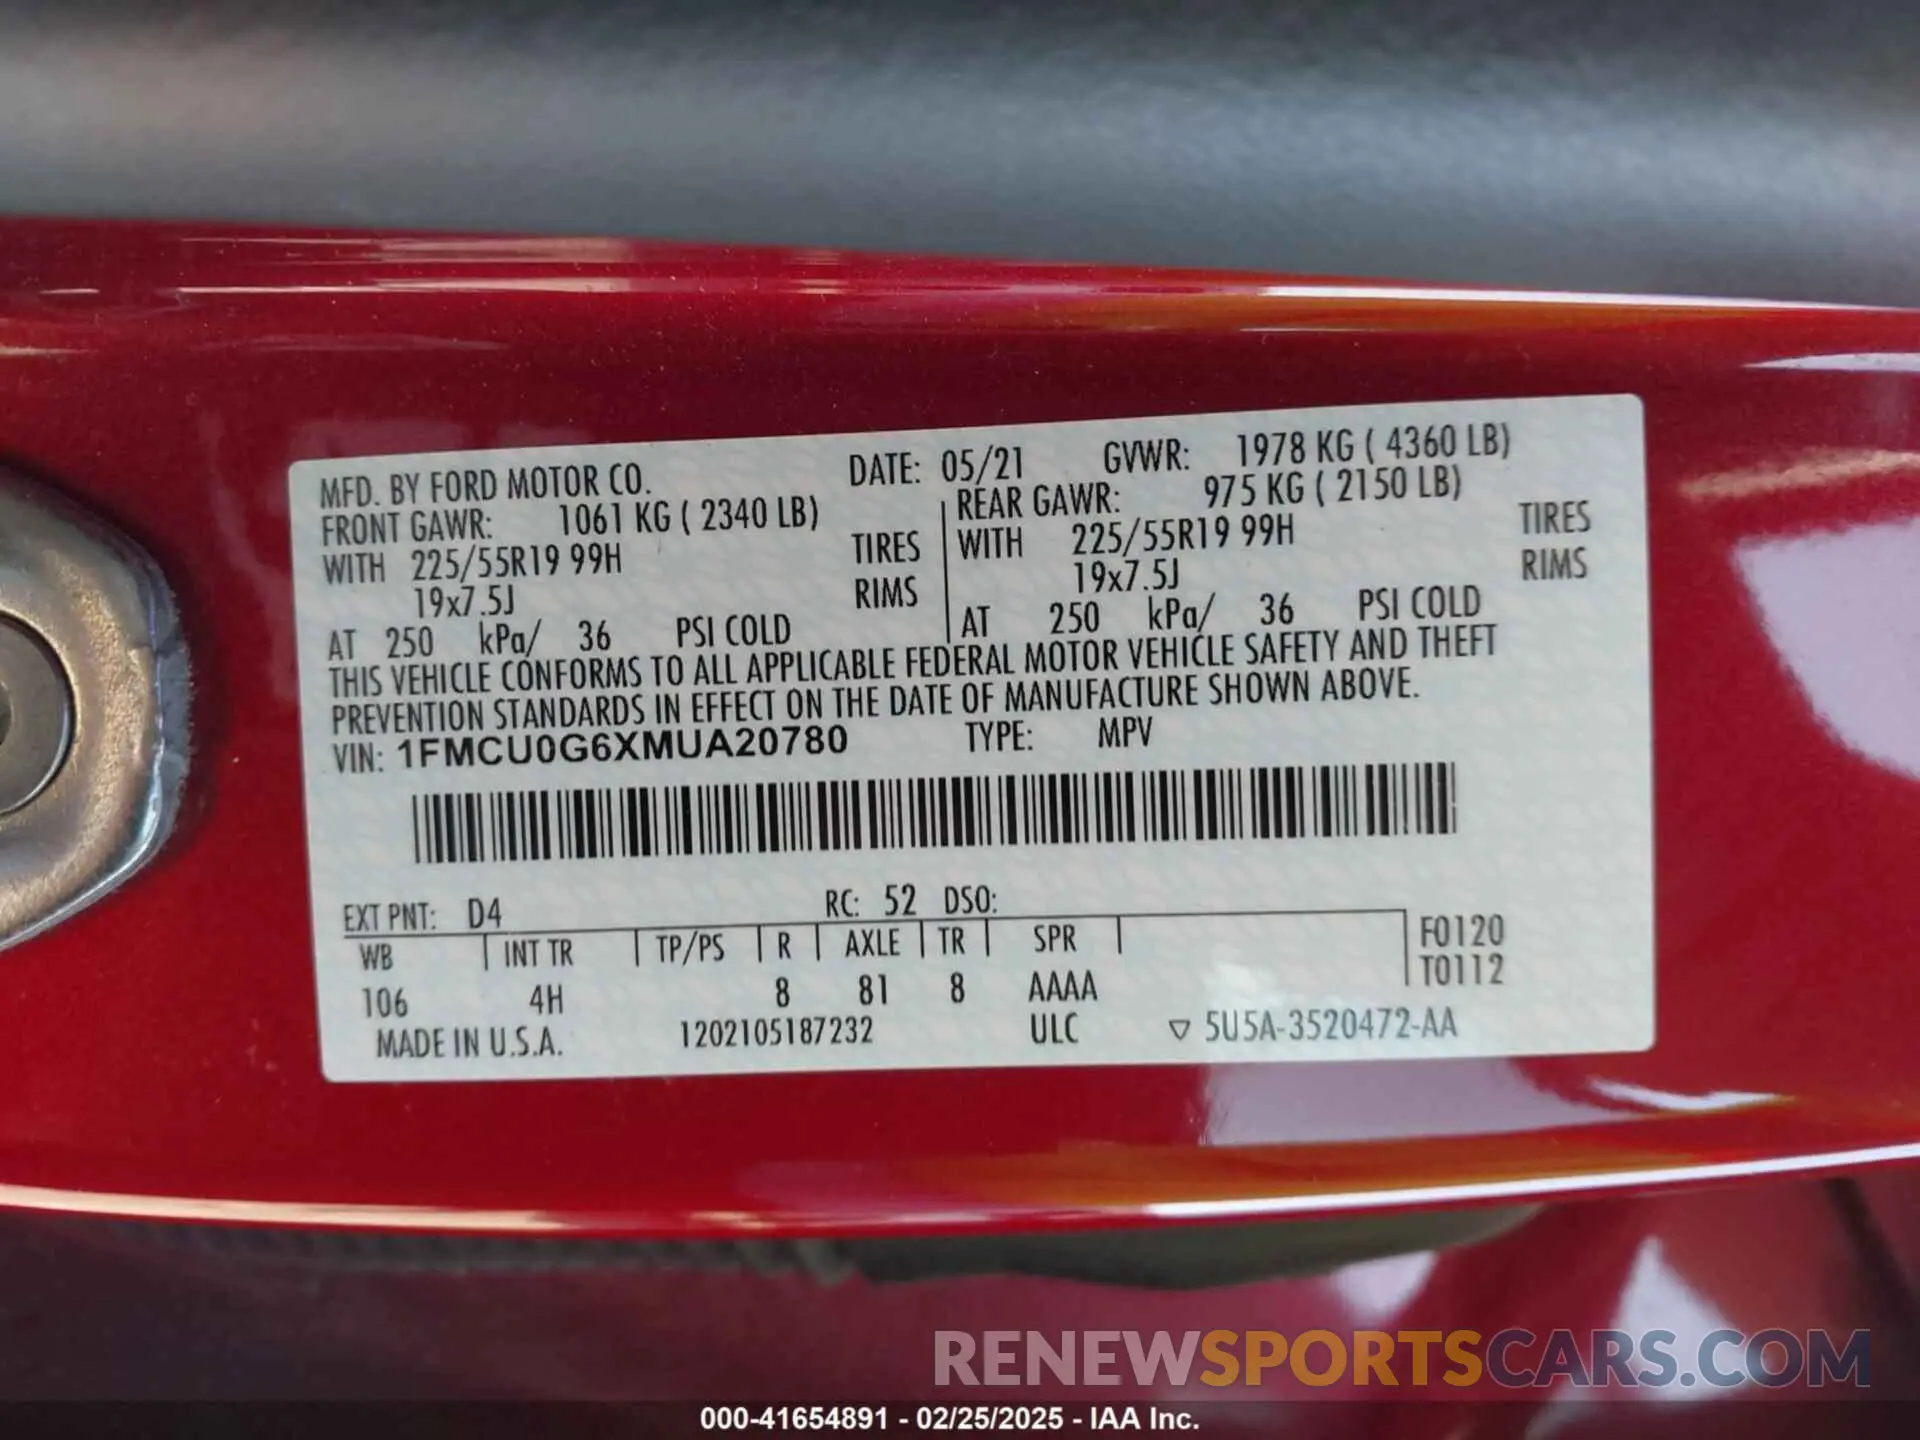 MFD. BY FORD MOTOR CO. DATE: 05/21 GVWR: 1978 KG ( 4360 LB)
FRONT GAWR: 1061 KG ( 2340 LB) REAR GAWR: 975 KG ( 2150 LB)
WITH 225/55R19 99H TIRES WITH 225/55R19 99H TIRES
19x7.5J RIMS 19x7.5J RIMS
AT 250 kPa/ 36 PSI COLD AT 250 kPa/ 36 PSI COLD
THIS VEHICLE CONFORMS TO ALL APPLICABLE FEDERAL MOTOR VEHICLE SAFETY AND THEFT
PREVENTION STANDARDS IN EFFECT ON THE DATE OF MANUFACTURE SHOWN ABOVE.
VIN: 1FMCU0G6XMUA20780 TYPE: MPV
EXT PNT: D4 RC: 52 DSO:
WB INT TR TP/PS R AXLE TR SPR F0120
T0112
106 4H 8 81 8 AAAA
MADE IN U.S.A. 1202105187232 ULC ▽ 5U5A-3520472-AA
RENEWSPORTSCARS.COM
000-41654891 - 02/25/2025 - IAA Inc.